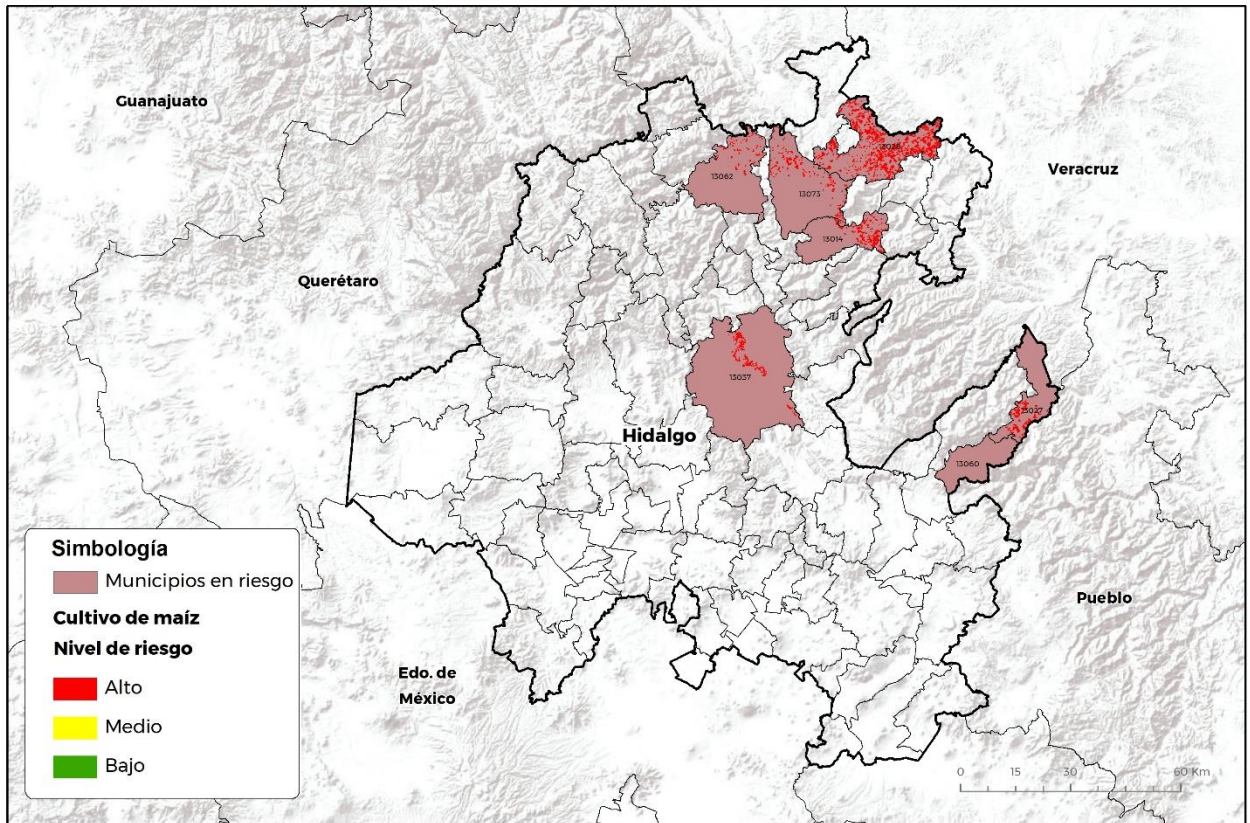 Guanajuato
Veracruz
13028
13062
13073
13014
Querétaro
13037
13027
Hidalgo
13060
Simbología
Municipios en riesgo
Cultivo de maíz
Nivel de riesgo
Alto
Medio
Bajo
Pueblo
Edo. de
México
0 15 30 60 Km